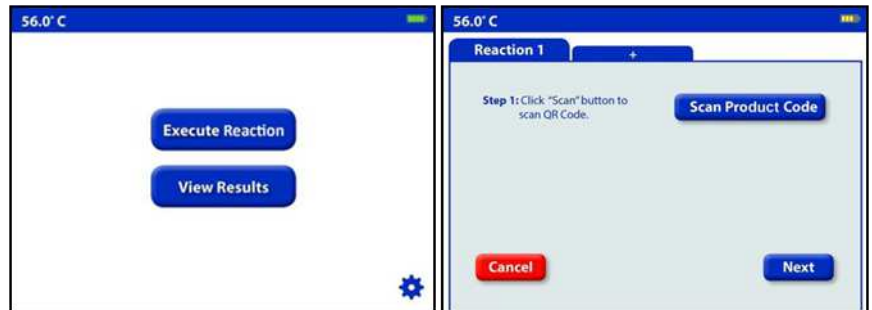 56.0° C
Execute Reaction
View Results
56.0° C
Reaction 1
+
Step 1: Click "Scan" button to
scan QR Code.
Scan Product Code
Cancel
Next